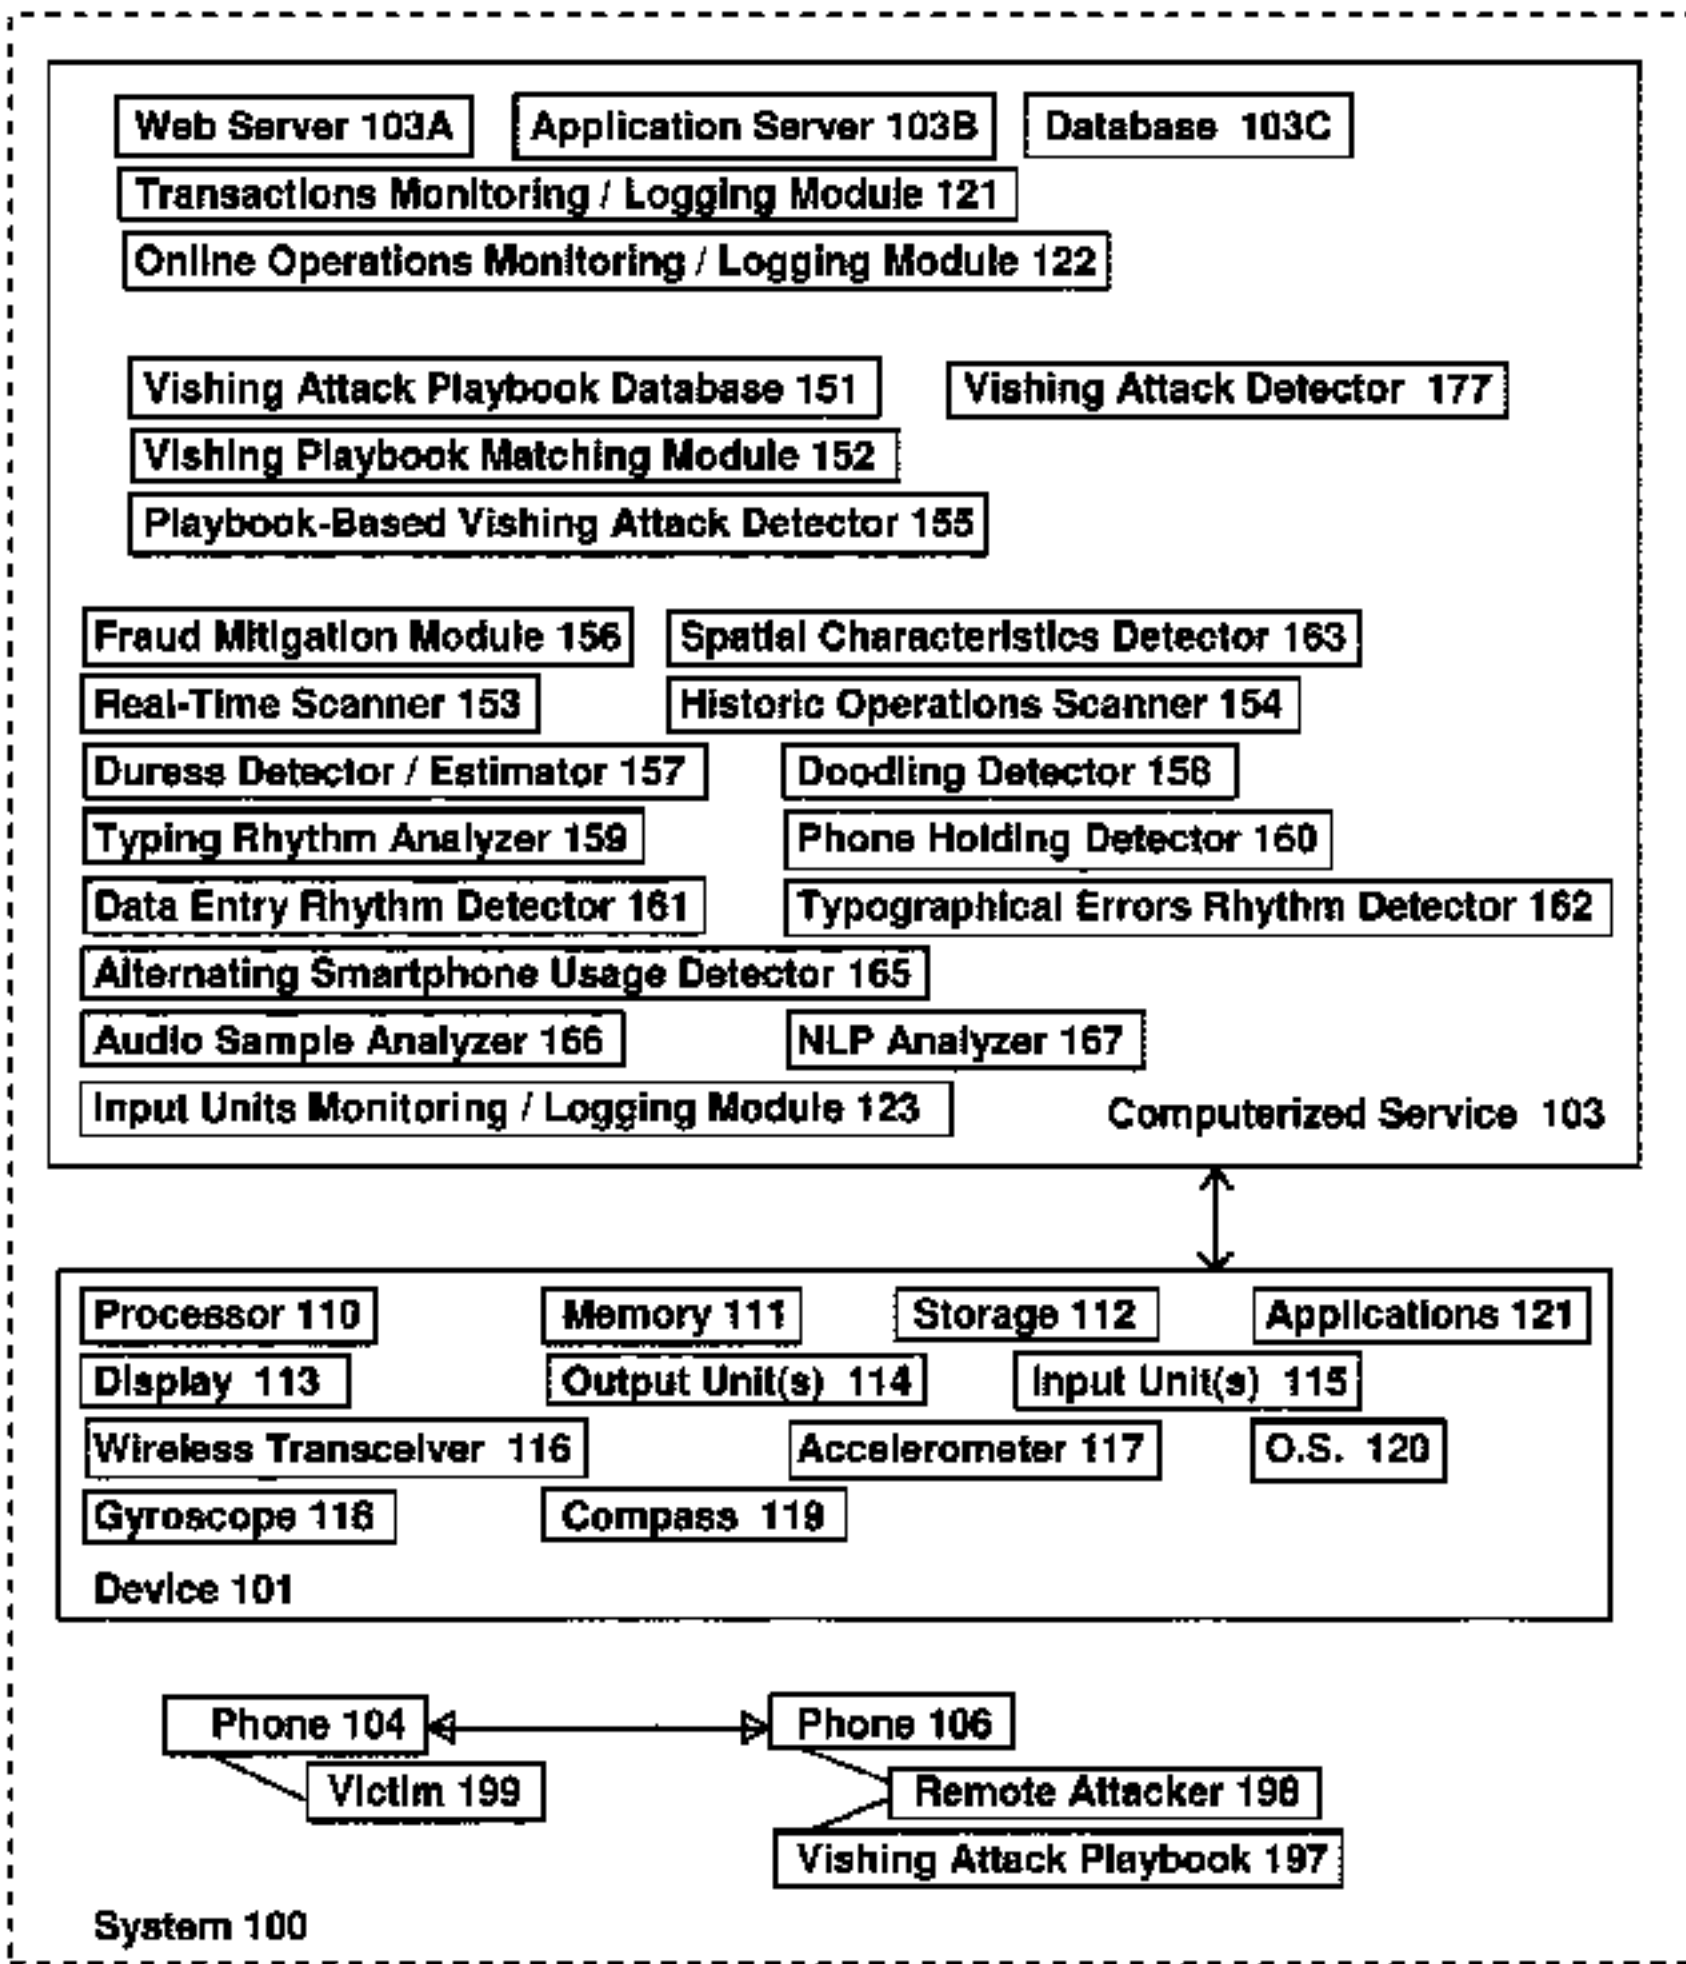 Web Server 103A Application Server 103B Database 103C
Transactions Monitoring / Logging Module 121
Online Operations Monitoring / Logging Module 122
Vishing Attack Playbook Database 151 Vishing Attack Detector 177
Vishing Playbook Matching Module 152
Playbook-Based Vishing Attack Detector 155
Fraud Mitigation Module 156 Spatial Characteristics Detector 163
Real-Time Scanner 153 Historic Operations Scanner 154
Duress Detector / Estimator 157 Doodling Detector 158
Typing Rhythm Analyzer 159 Phone Holding Detector 160
Data Entry Rhythm Detector 161 Typographical Errors Rhythm Detector 162
Alternating Smartphone Usage Detector 165
Audio Sample Analyzer 166 NLP Analyzer 167
Input Units Monitoring / Logging Module 123 Computerized Service 103
Processor 110 Memory 111 Storage 112 Applications 121
Display 113 Output Unit(s) 114 Input Unit(s) 115
Wireless Transceiver 116 Accelerometer 117 O.S. 120
Gyroscope 118 Compass 119
Device 101
Phone 104 Phone 106
Victim 199 Remote Attacker 198
Vishing Attack Playbook 197
System 100